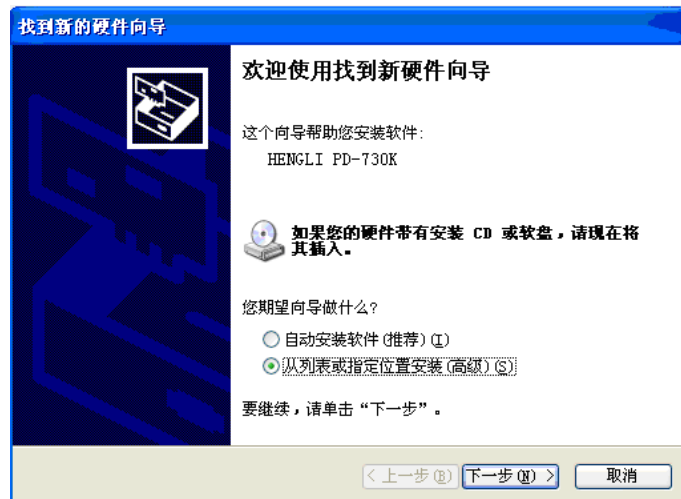 找到新的硬件向导
欢迎使用找到新硬件向导
这个向导帮助您安装软件:
HENGLI PD-730K
如果您的硬件带有安装 CD 或软盘，请现在将
其插入。
您期望向导做什么?
自动安装软件(推荐)(I)
从列表或指定位置安装(高级)(S)
要继续，请单击“下一步”。
< 上一步(B)
下一步(N) >
取消